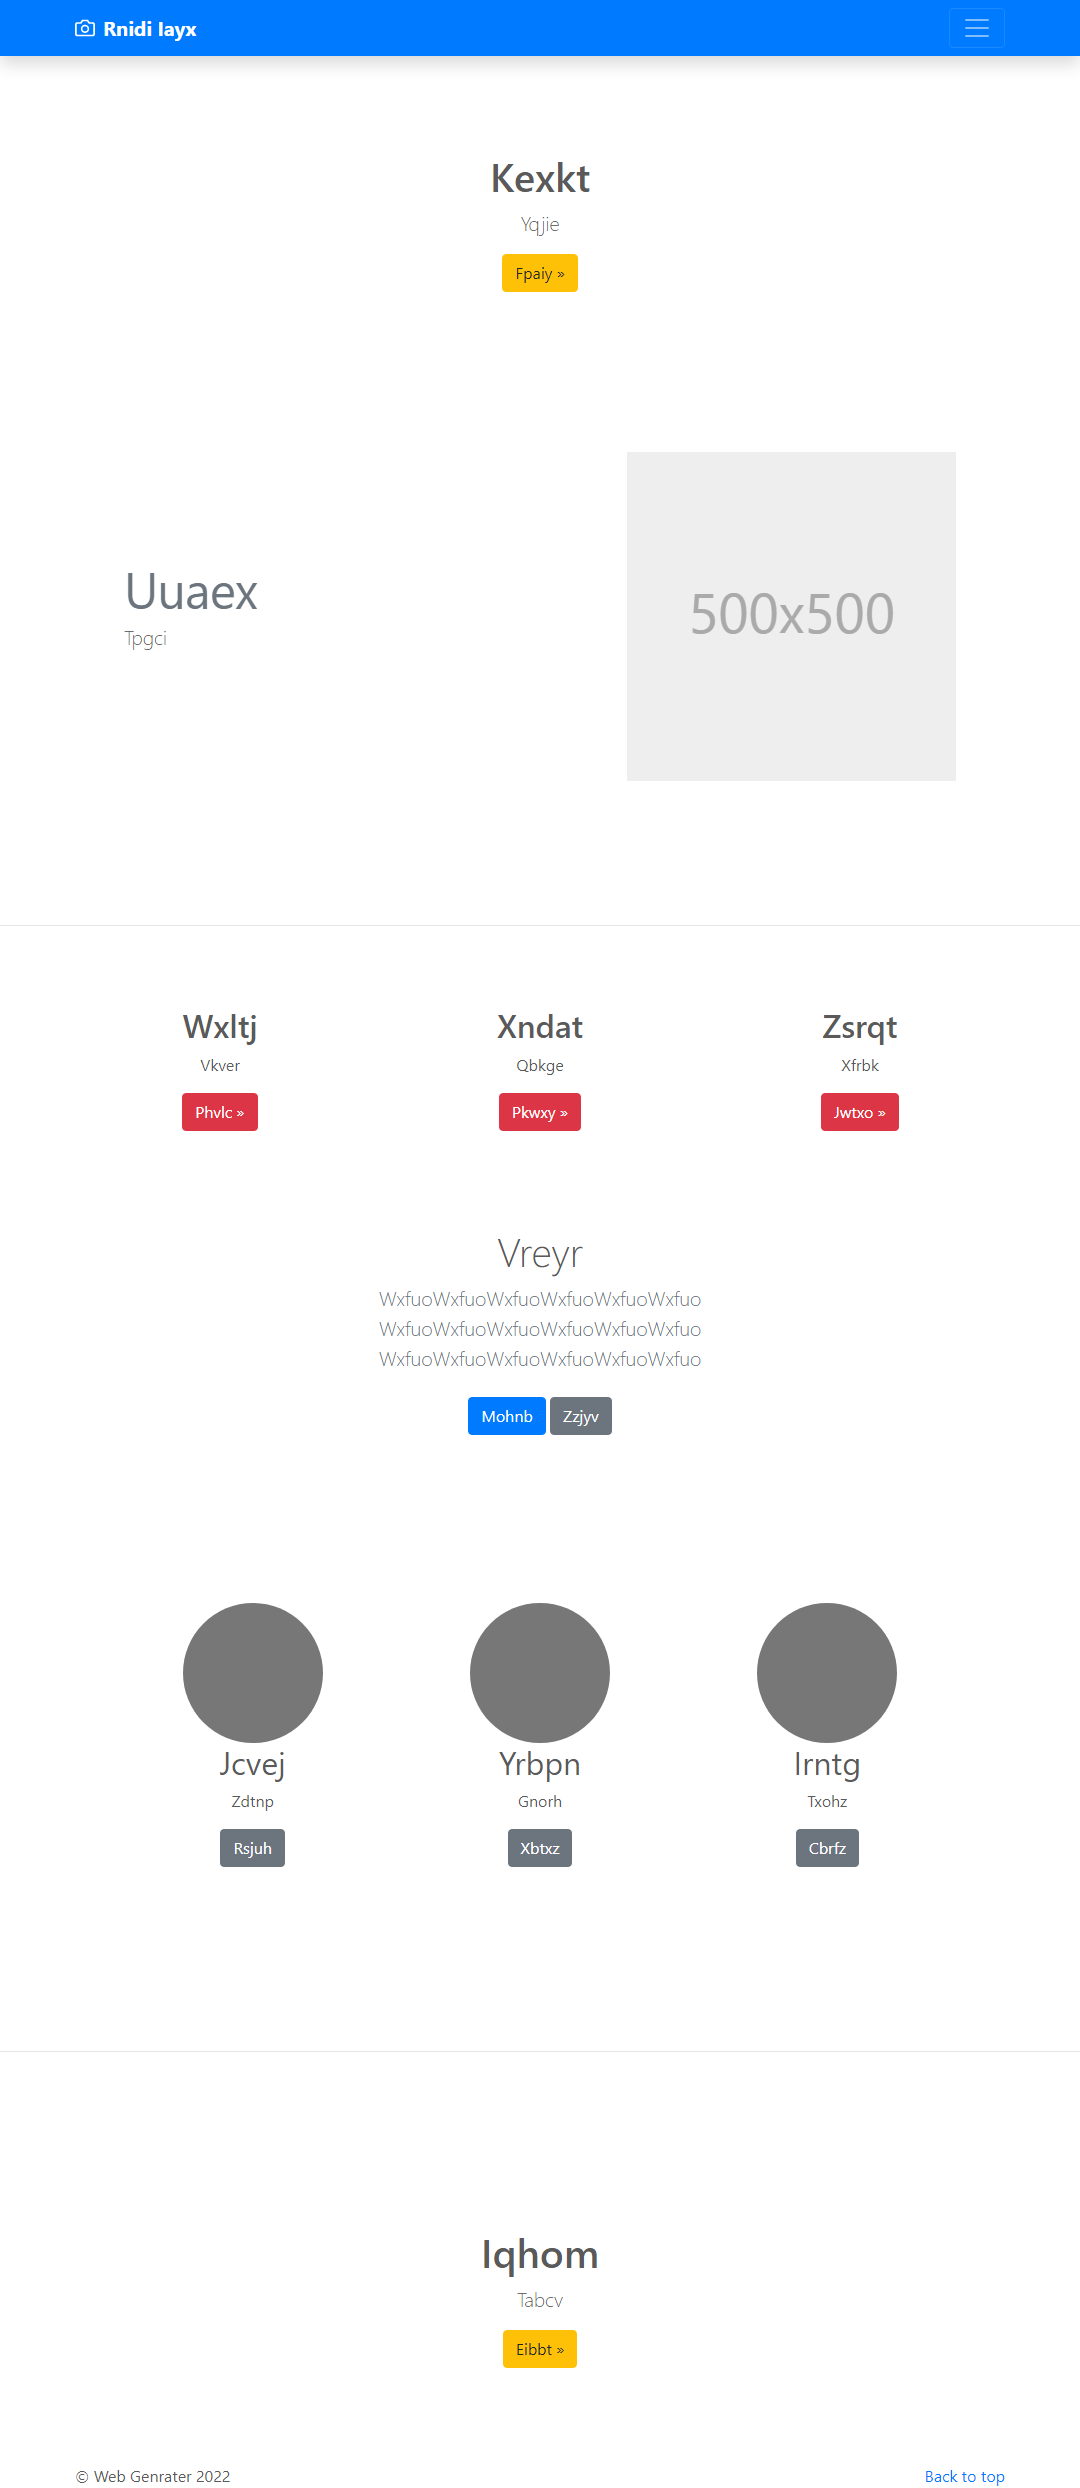 Rnidi Iayx
Kexkt
Yqjie
Fpaiy »
Uuaex
Tpgci
500x500
Wxltj
Vkver
Phvlc »
Xndat
Qbkge
Pkwxy »
Zsrqt
Xfrbk
Jwtxo »
Vreyr
WxfuoWxfuoWxfuoWxfuoWxfuoWxfuo
WxfuoWxfuoWxfuoWxfuoWxfuoWxfuo
WxfuoWxfuoWxfuoWxfuoWxfuoWxfuo
Mohnb Zzjyv
Jcvej
Zdtnp
Rsjuh
Yrbpn
Gnorh
Xbtxz
Irntg
Txohz
Cbrfz
Iqhom
Tabcv
Eibbt »
© Web Genrater 2022
Back to top